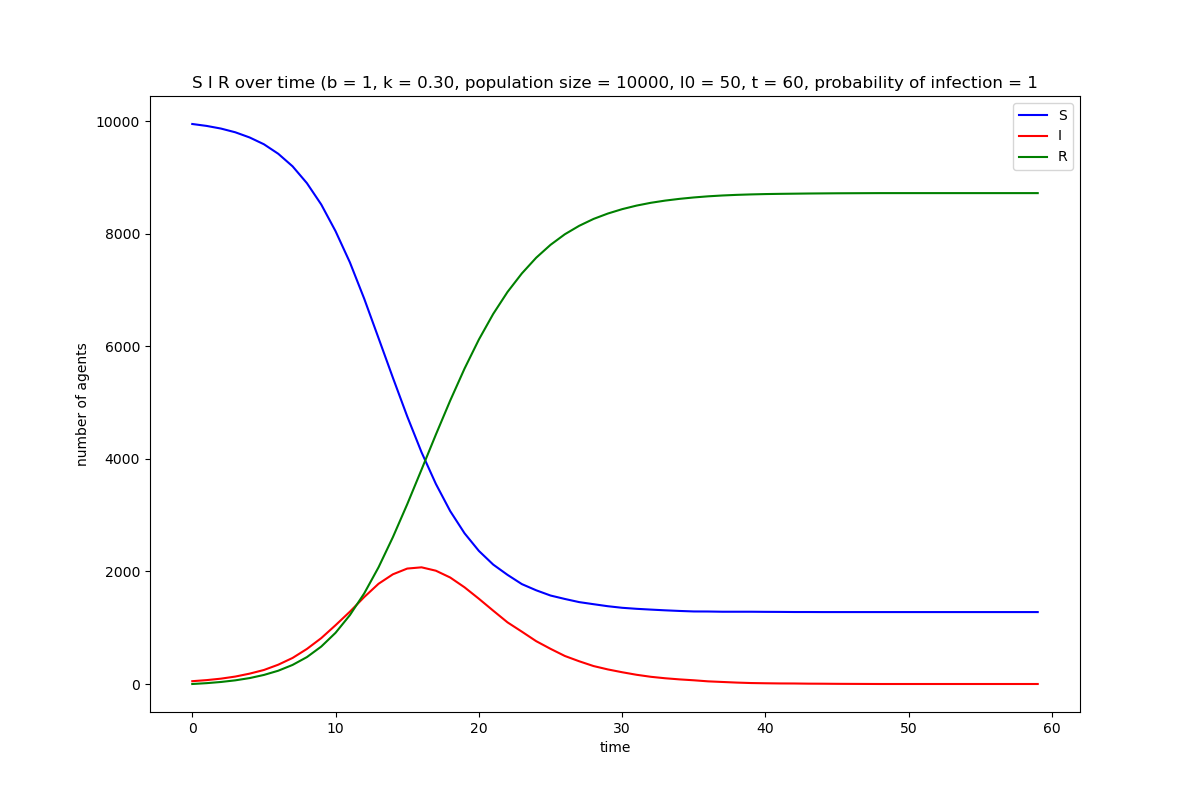 S I R over time (b = 1, k = 0.30, population size = 10000, I0 = 50, t = 60, probability of infection = 1
S
I
R
10000
8000
6000
4000
2000
0
number of agents
0 10 20 30 40 50 60
time